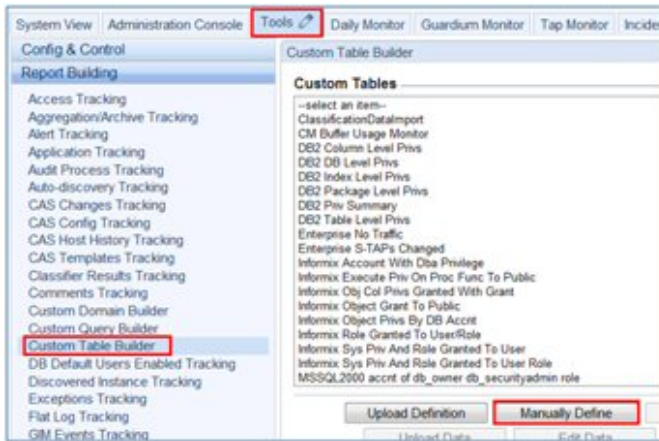 System View Administration Console Tools Daily Monitor Guardium Monitor Tap Monitor
Config & Control
Report Building
Access Tracking
Aggregation/Archive Tracking
Alert Tracking
Application Tracking
Audit Process Tracking
Auto-discovery Tracking
CAS Changes Tracking
CAS Config Tracking
CAS Host History Tracking
CAS Templates Tracking
Classifier Results Tracking
Comments Tracking
Custom Domain Builder
Custom Query Builder
Custom Table Builder
DB Default Users Enabled Tracking
Discovered Instance Tracking
Exceptions Tracking
Flat Log Tracking
GIM Events Tracking
Custom Table Builder
Custom Tables
--select an item--
ClassificationDataImport
CM Buffer Usage Monitor
DB2 Column Level Privs
DB2 DB Level Privs
DB2 Index Level Privs
DB2 Package Level Privs
DB2 Priv Summary
DB2 Table Level Privs
Enterprise No Traffic
Enterprise S-TAPs Changed
Informix Account With Dba Privilege
Informix Execute Priv On Proc Func To Public
Informix Obj Col Privs Granted With Grant
Informix Object Grant To Public
Informix Object Privs By DB Accnt
Informix Role Granted To User/Role
Informix Sys Priv And Role Granted To User
Informix Sys Priv And Role Granted To User Role
MSSQL2000 accnt of db_owner db_securityadmin role
Upload Definition Manually Define
Upload Data Edit Data